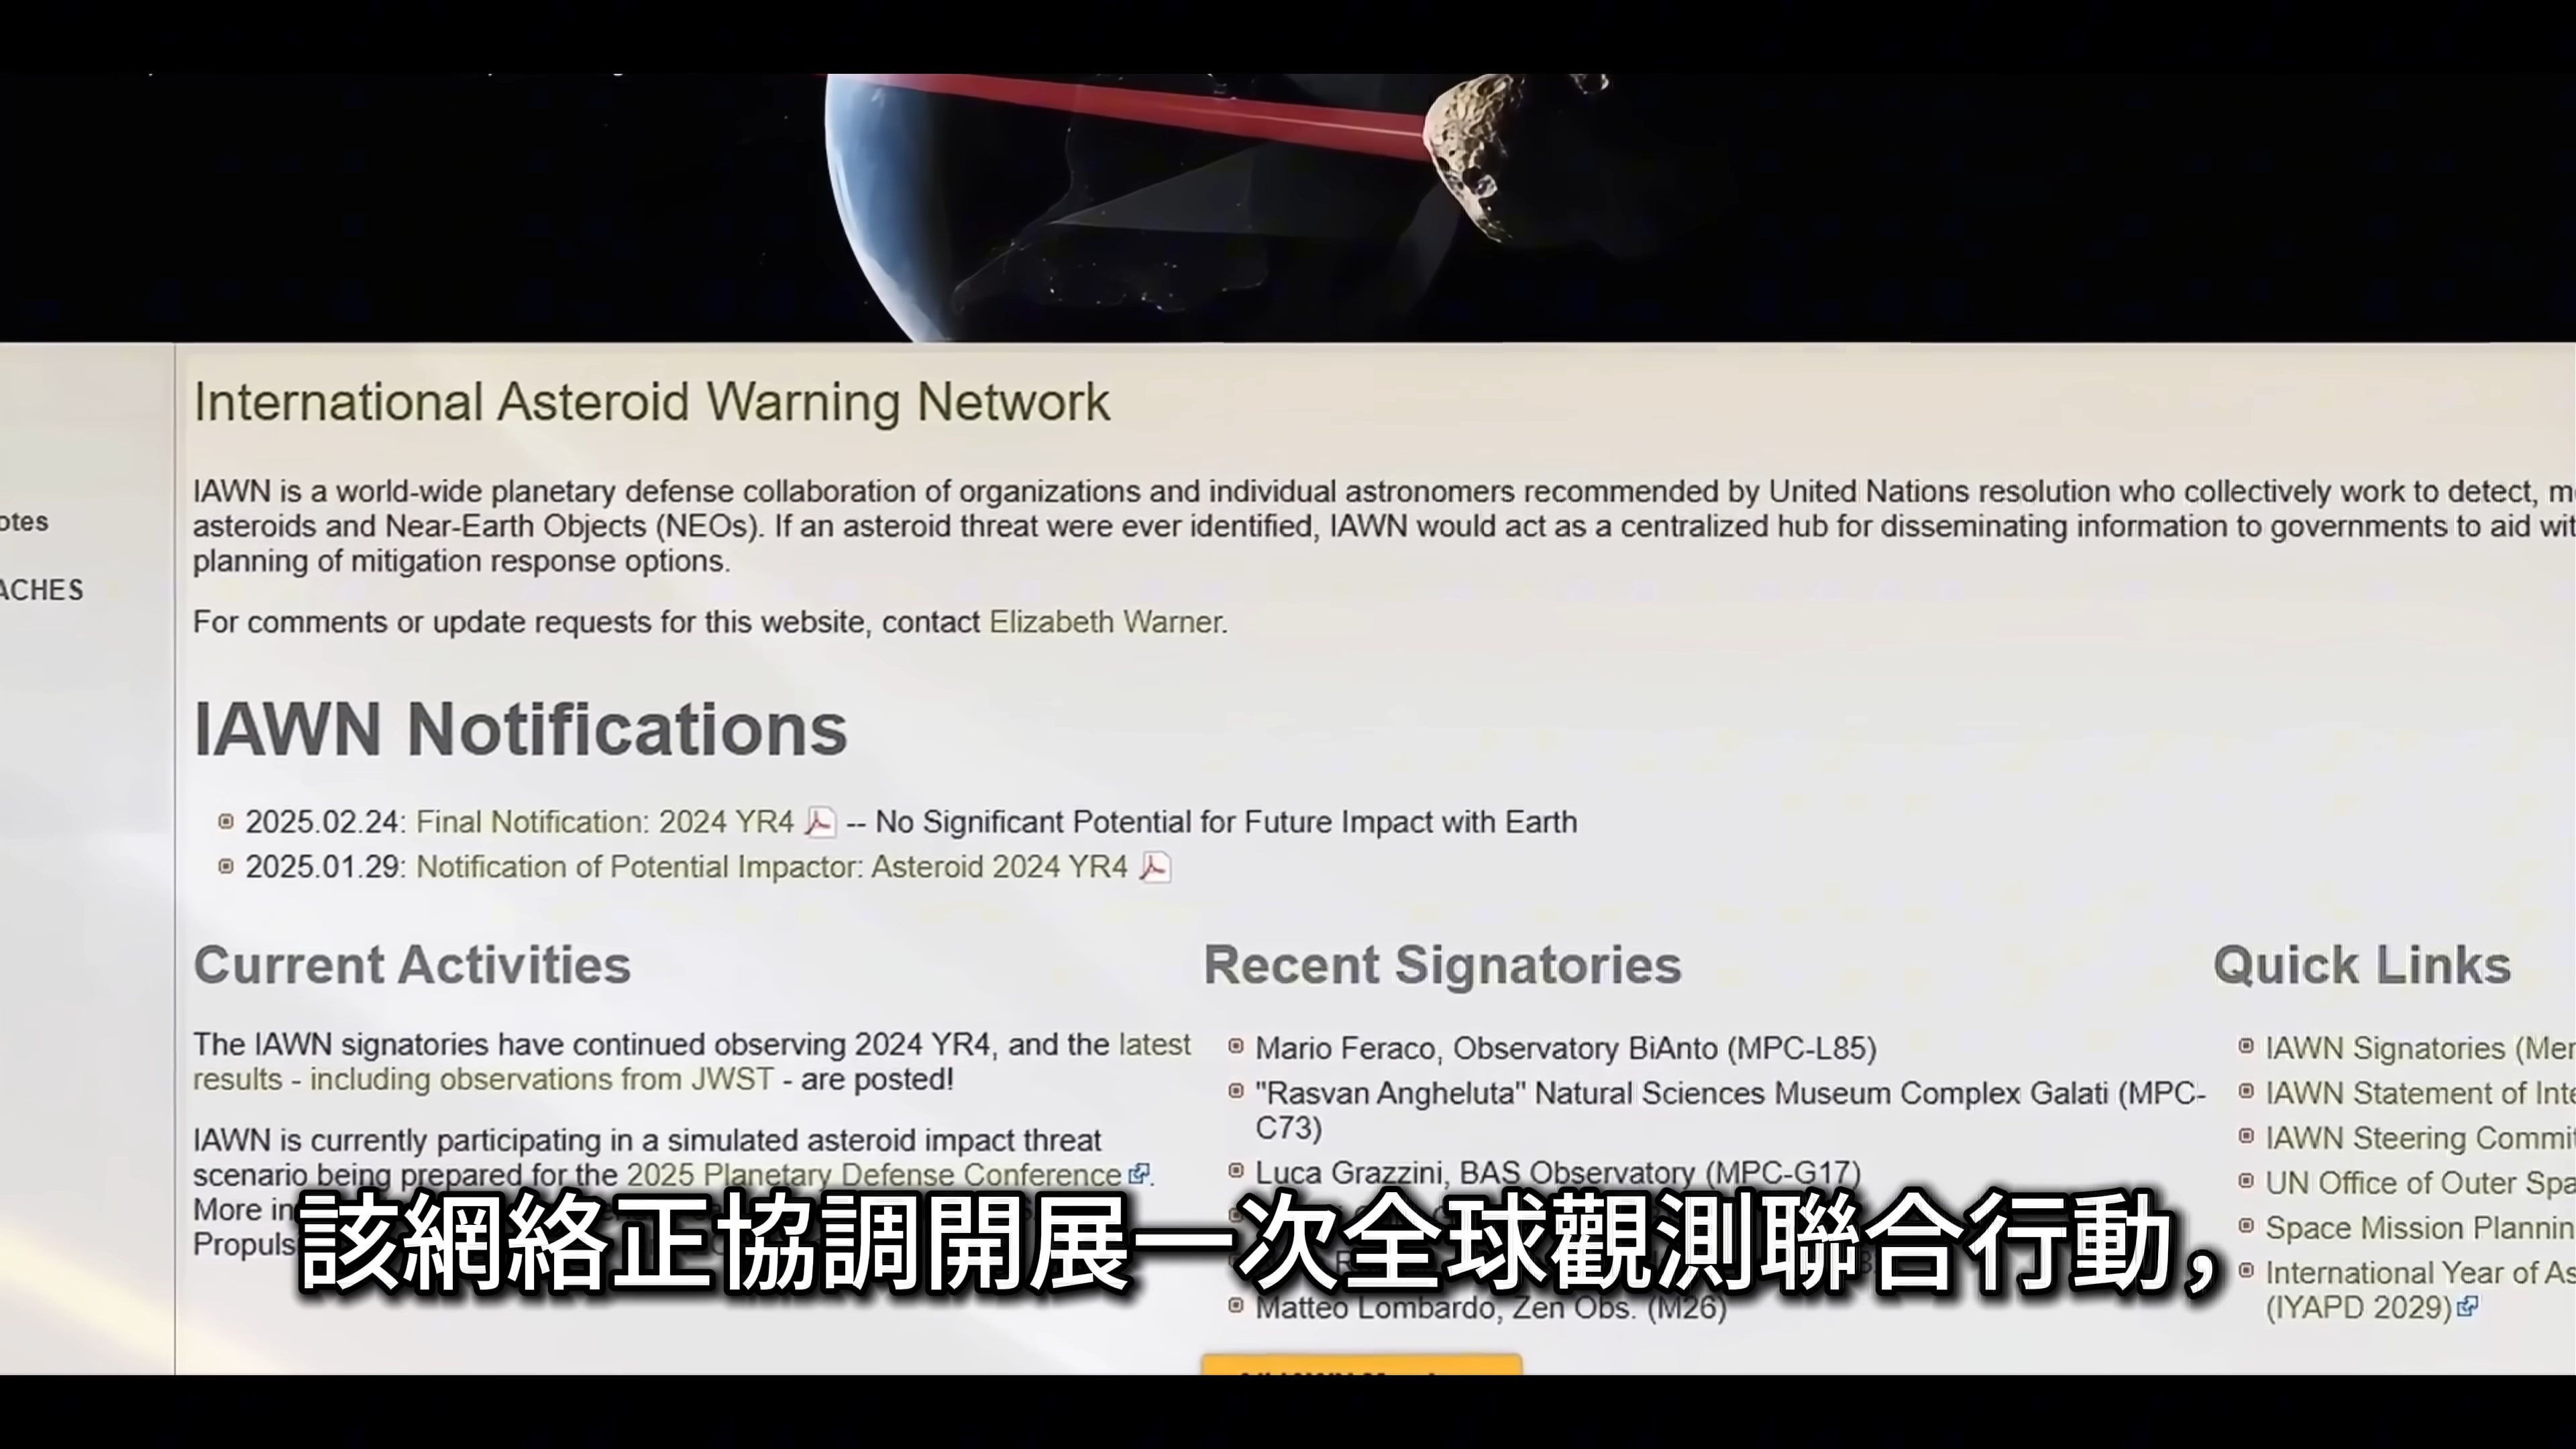 International Asteroid Warning Network
IAWN is a world-wide planetary defense collaboration of organizations and individual astronomers recommended by United Nations resolution who collectively work to detect,
asteroids and Near-Earth Objects (NEOs). If an asteroid threat were ever identified, IAWN would act as a centralized hub for disseminating information to governments to aid
planning of mitigation response options.
For comments or update requests for this website, contact Elizabeth Warner.
otes
ACHES
IAWN Notifications
2025.02.24: Final Notification: 2024 YR4 -- No Significant Potential for Future Impact with Earth
2025.01.29: Notification of Potential Impactor: Asteroid 2024 YR4
Current Activities
The IAWN signatories have continued observing 2024 YR4, and the latest
results - including observations from JWST - are posted!
IAWN is currently participating in a simulated asteroid impact threat
scenario being prepared for the 2025 Planetary Defense Conference.
More
Propuls
Recent Signatories
Mario Feraco, Observatory BiAnto (MPC-L85)
"Rasvan Angheluta" Natural Sciences Museum Complex Galati (MPC-
C73)
Luca Grazzini, BAS Observatory (MPC-G17)
Matteo Lombardo, Zen Obs. (M26)
Quick Links
IAWN Signatories
IAWN Statement of
IAWN Steering
UN Office of Outer
Space Mission
International Year of
(IYAPD 2029)
該網絡正協調開展一次全球觀測聯合行動，